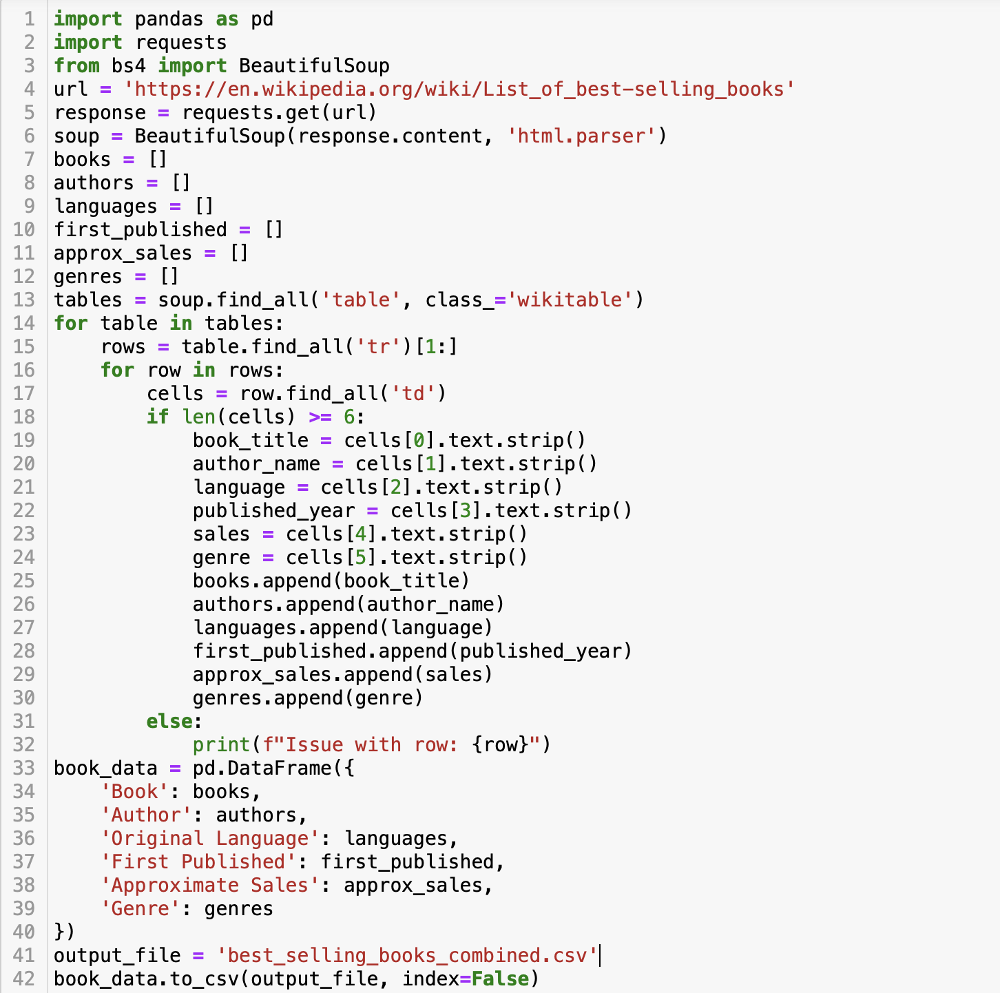 1 import pandas as pd
2 import requests
3 from bs4 import BeautifulSoup
4 url = 'https://en.wikipedia.org/wiki/List_of_best-selling_books'
5 response = requests.get(url)
6 soup = BeautifulSoup(response.content, 'html.parser')
7 books = []
8 authors = []
9 languages = []
10 first_published = []
11 approx_sales = []
12 genres = []
13 tables = soup.find_all('table', class_='wikitable')
14 for table in tables:
15     rows = table.find_all('tr')[1:]
16     for row in rows:
17         cells = row.find_all('td')
18         if len(cells) >= 6:
19             book_title = cells[0].text.strip()
20             author_name = cells[1].text.strip()
21             language = cells[2].text.strip()
22             published_year = cells[3].text.strip()
23             sales = cells[4].text.strip()
24             genre = cells[5].text.strip()
25             books.append(book_title)
26             authors.append(author_name)
27             languages.append(language)
28             first_published.append(published_year)
29             approx_sales.append(sales)
30             genres.append(genre)
31         else:
32             print(f"Issue with row: {row}")
33 book_data = pd.DataFrame({
34     'Book': books,
35     'Author': authors,
36     'Original Language': languages,
37     'First Published': first_published,
38     'Approximate Sales': approx_sales,
39     'Genre': genres
40 })
41 output_file = 'best_selling_books_combined.csv'
42 book_data.to_csv(output_file, index=False)